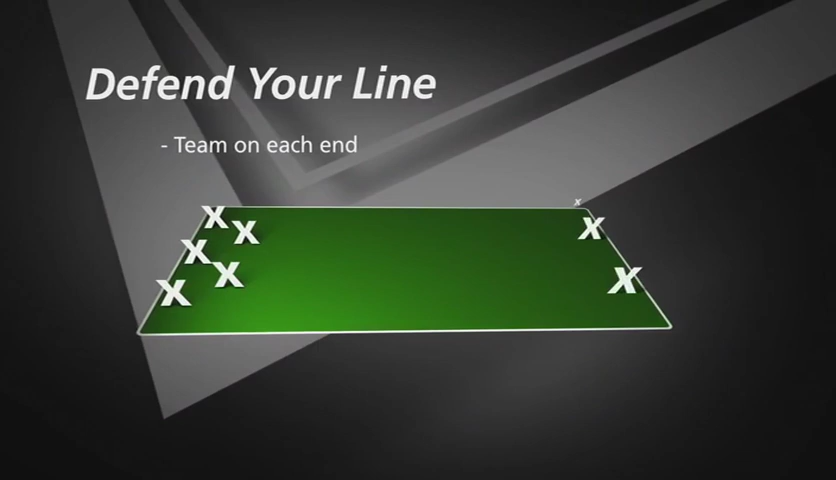 Defend Your Line
- Team on each end
x
X X
X X
X X
X